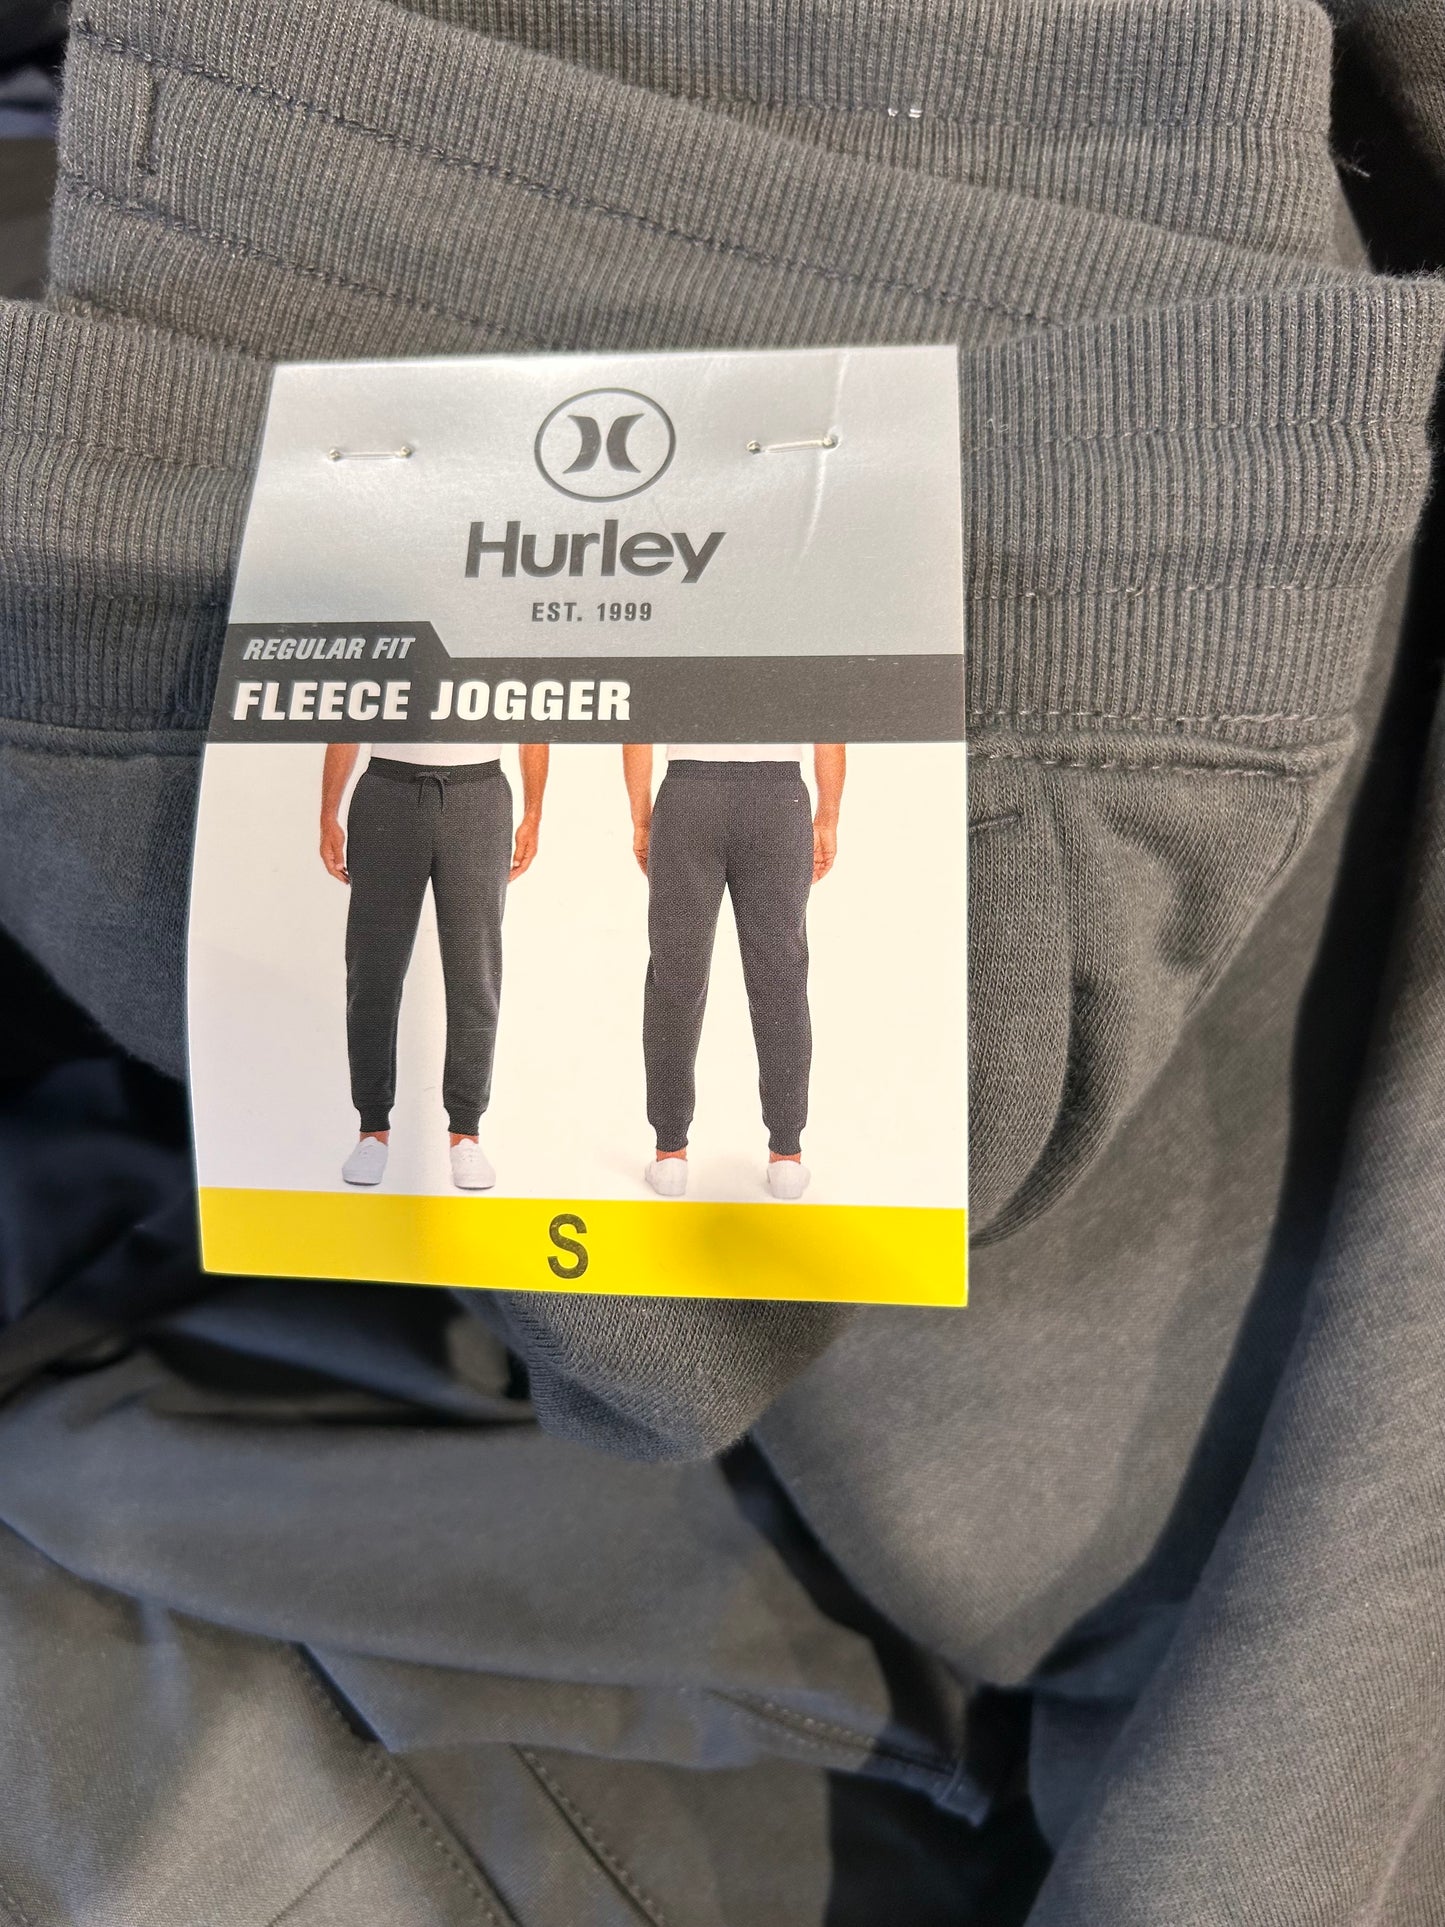 Hurley
EST. 1999
REGULAR FIT
FLEECE JOGGER
S